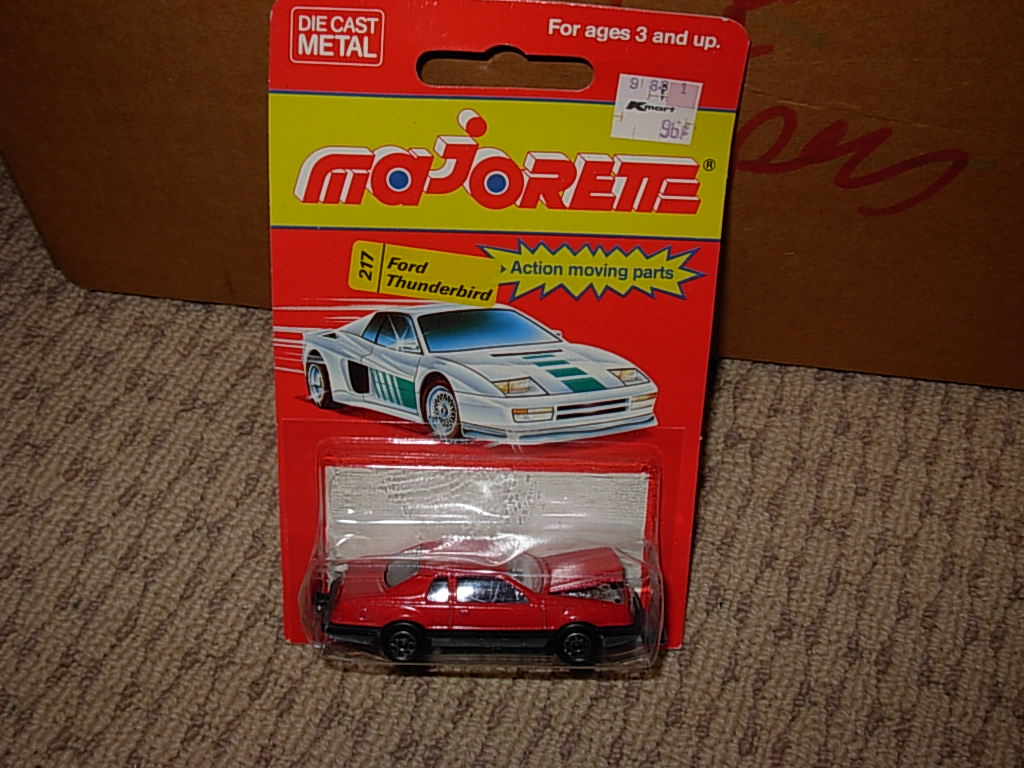 DIE CAST
METAL
For ages 3 and up.
Kmart
96
majorette®
217
Ford
Thunderbird
Action moving parts